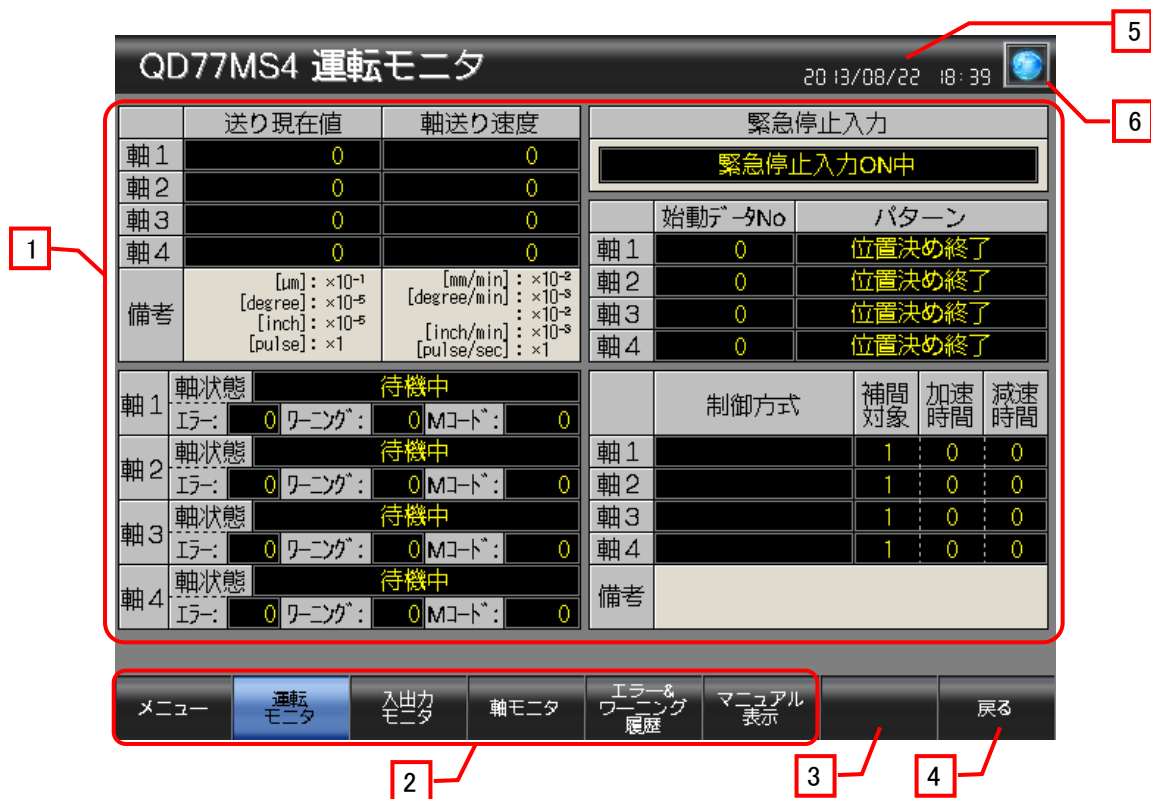 5
QD77MS4 運転モニタ
2013/08/22 18:39
6
送り現在値 軸送り速度
軸1 0 0
軸2 0 0
軸3 0 0
軸4 0 0
備考
[μm]: ×10-1
[degree]: ×10-5
[inch]: ×10-5
[pulse]: ×1
[mm/min]: ×10-2
[degree/min]: ×10-3
: ×10-2
[inch/min]: ×10-3
[pulse/sec]: ×1
緊急停止入力
緊急停止入力ON中
始動データNo パターン
軸1 0 位置決め終了
軸2 0 位置決め終了
軸3 0 位置決め終了
軸4 0 位置決め終了
1
軸1 軸状態 待機中
エラー: 0 ワーニング: 0 Mコード: 0
軸2 軸状態 待機中
エラー: 0 ワーニング: 0 Mコード: 0
軸3 軸状態 待機中
エラー: 0 ワーニング: 0 Mコード: 0
軸4 軸状態 待機中
エラー: 0 ワーニング: 0 Mコード: 0
制御方式 補間対象 加速時間 減速時間
軸1 1 0 0
軸2 1 0 0
軸3 1 0 0
軸4 1 0 0
備考
メニュー
運転
モニタ
入出力
モニタ
軸モニタ
エラー&
ワーニング
履歴
マニュアル
表示
戻る
2
3
4